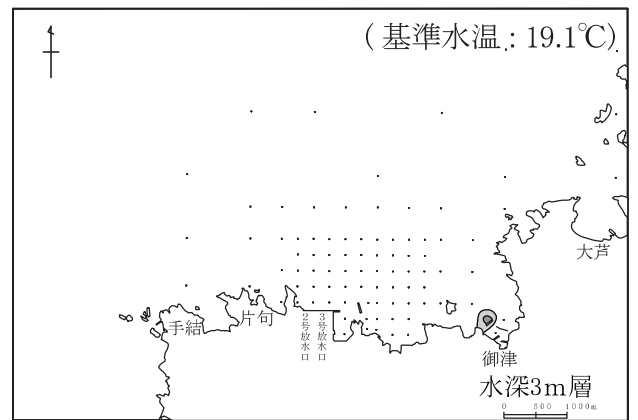 (基準水温：19.1℃)
大芦
手結
片句
2号放水口
3号放水口
御津
水深3m層
0 500 1000m